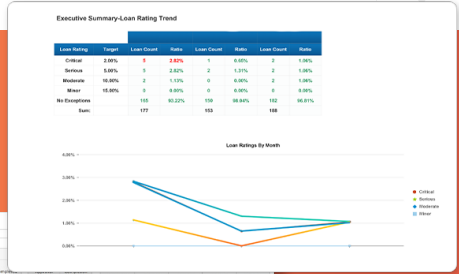 Executive Summary-Loan Rating Trend
Loan Rating Target Loan Count Ratio Loan Count Ratio Loan Count Ratio
Critical 2.00% 5 2.82% 1 0.65% 2 1.06%
Serious 5.00% 5 2.82% 2 1.31% 2 1.06%
Moderate 10.00% 2 1.13% 0 0.00% 2 1.06%
Minor 15.00% 0 0.00% 0 0.00% 0 0.00%
No Exceptions 165 93.22% 150 98.04% 182 96.81%
Sum: 177 153 188
Loan Ratings By Month
4.00%
3.00%
2.00%
1.00%
0.00%
Critical
Serious
Moderate
Minor